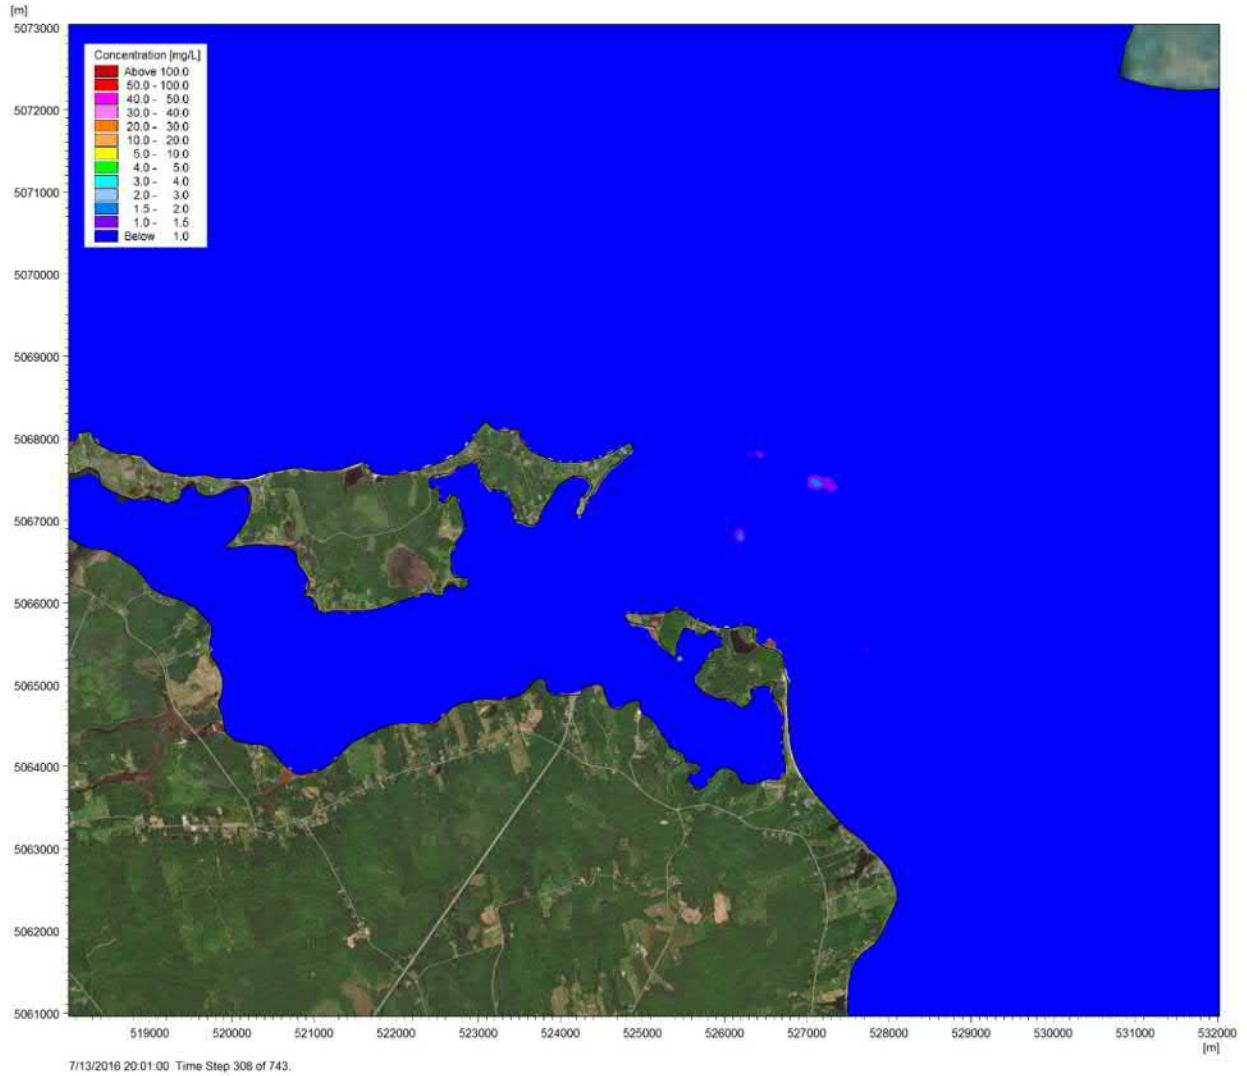 [m]
5073000
5072000
5071000
5070000
5069000
5068000
5067000
5066000
5065000
5064000
5063000
5062000
5061000
Concentration [mg/L]
Above 100.0
50.0 - 100.0
40.0 - 50.0
30.0 - 40.0
20.0 - 30.0
10.0 - 20.0
5.0 - 10.0
4.0 - 5.0
3.0 - 4.0
2.0 - 3.0
1.5 - 2.0
1.0 - 1.5
Below 1.0
519000 520000 521000 522000 523000 524000 525000 526000 527000 528000 529000 530000 531000 532000
[m]
7/13/2016 20:01:00 Time Step 308 of 743.